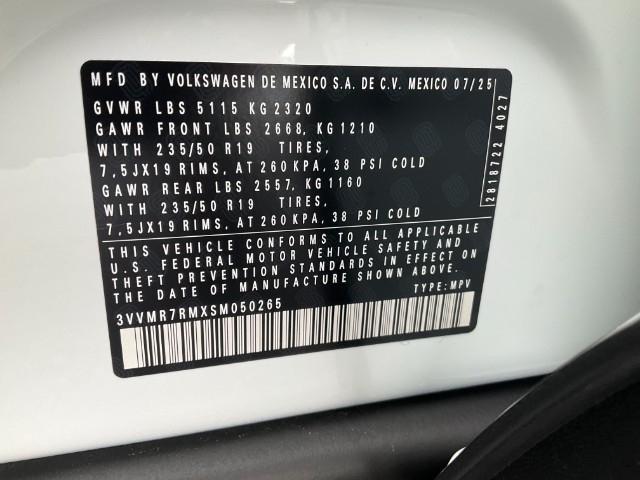 MFD BY VOLKSWAGEN DE MEXICO S.A. DE C.V. MEXICO 07/25
GVWR LBS 5115 KG 2320
GAWR FRONT LBS 2668, KG 1210
WITH 235/50 R19 TIRES,
7,5JX19 RIMS, AT 260 KPA, 38 PSI COLD
GAWR REAR LBS 2557, KG 1160
WITH 235/50 R19 TIRES,
7,5JX19 RIMS, AT 260 KPA, 38 PSI COLD
2818722 4027
THIS VEHICLE CONFORMS TO ALL APPLICABLE
U.S. FEDERAL MOTOR VEHICLE SAFETY AND
THEFT PREVENTION STANDARDS IN EFFECT ON
THE DATE OF MANUFACTURE SHOWN ABOVE.
TYPE: MPV
3VVMR7RMXSM050265